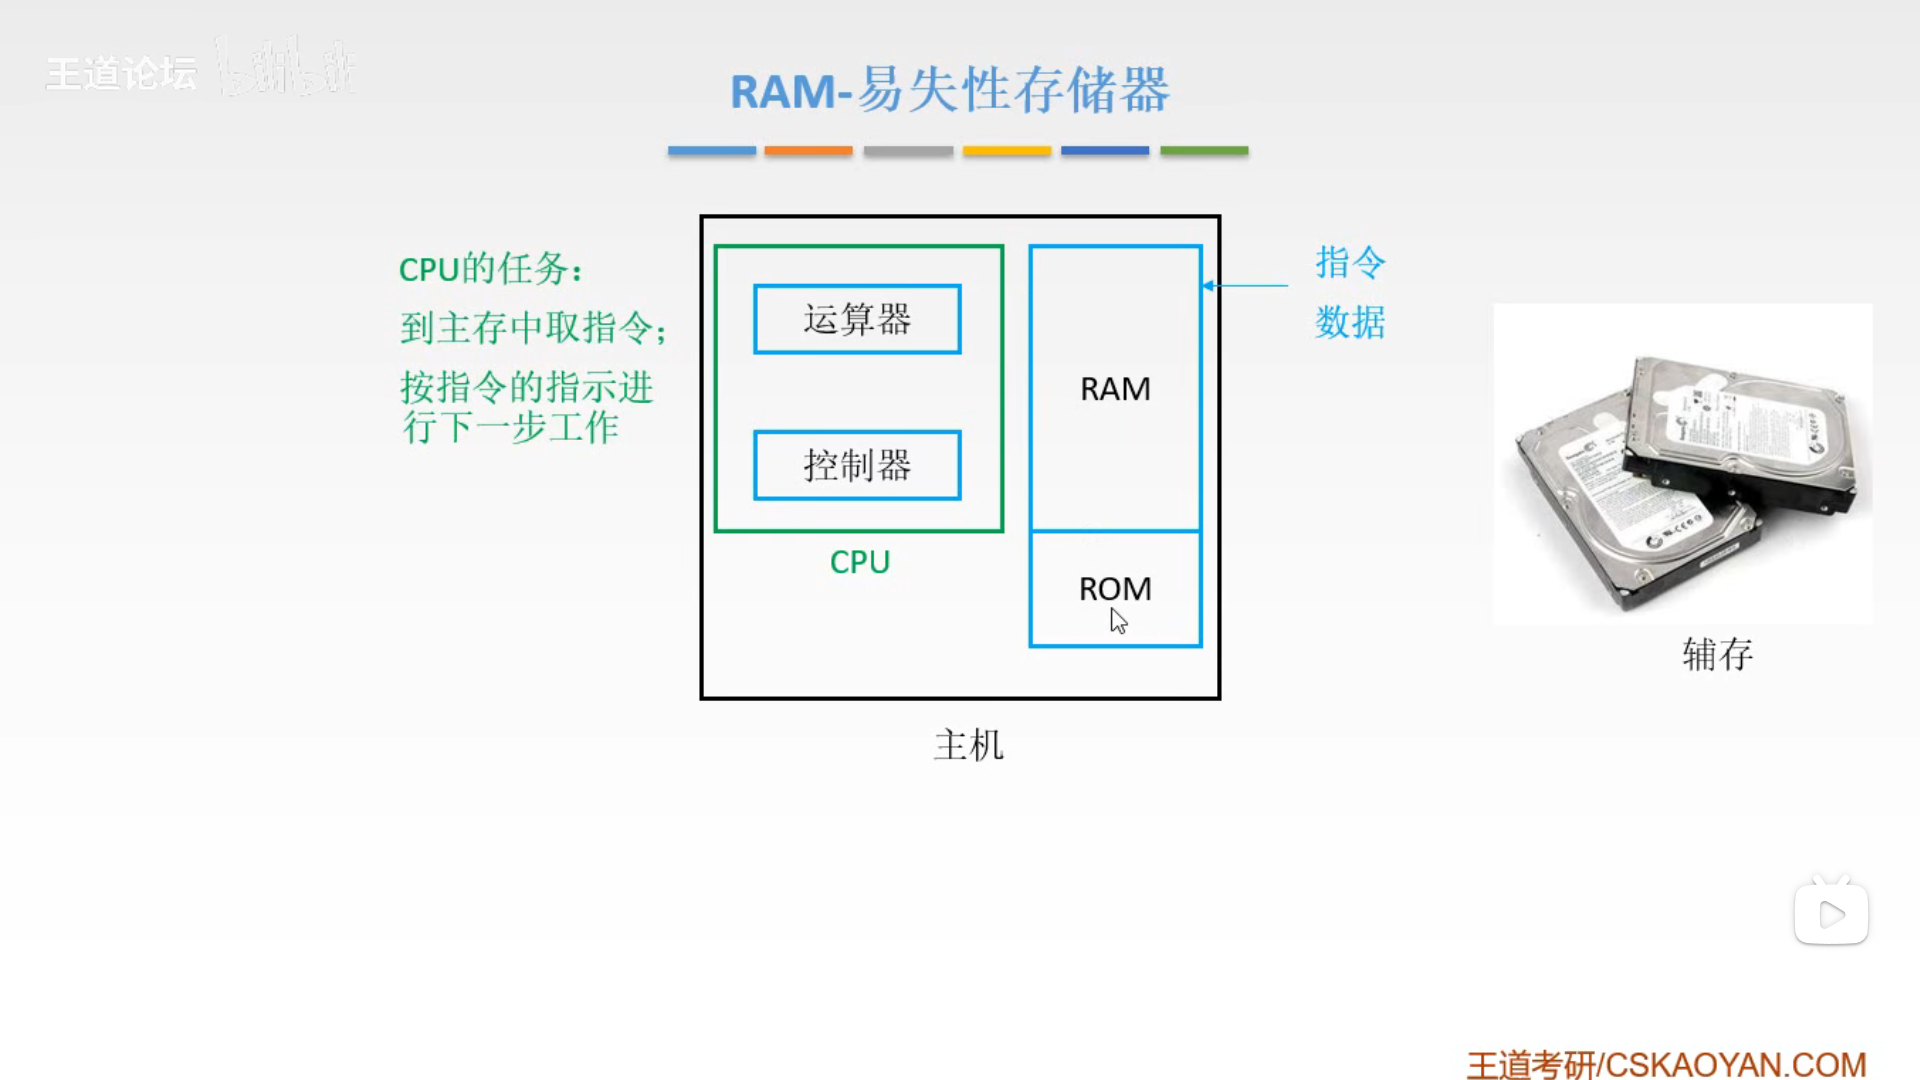 王道论坛 bilibili
RAM-易失性存储器
CPU的任务：
到主存中取指令；
按指令的指示进
行下一步工作
运算器
控制器
CPU
RAM
ROM
主机
指令
数据
辅存
王道考研/CSKAOYAN.COM